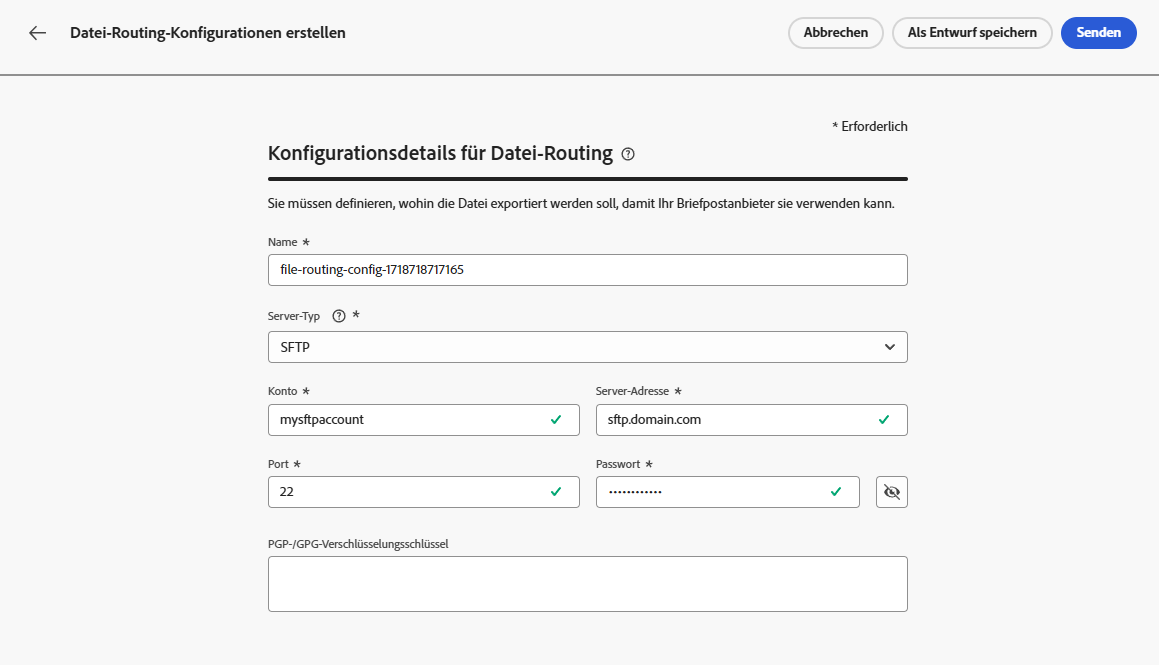 Datei-Routing-Konfigurationen erstellen
Abbrechen
Als Entwurf speichern
Senden
* Erforderlich
Konfigurationsdetails für Datei-Routing
Sie müssen definieren, wohin die Datei exportiert werden soll, damit Ihr Briefpostanbieter sie verwenden kann.
Name *
file-routing-config-1718718717165
Server-Typ ? *
SFTP
Konto *
Server-Adresse *
mysftpaccount
sftp.domain.com
Port *
Passwort *
22
••••••••••••
PGP-/GPG-Verschlüsselungsschlüssel